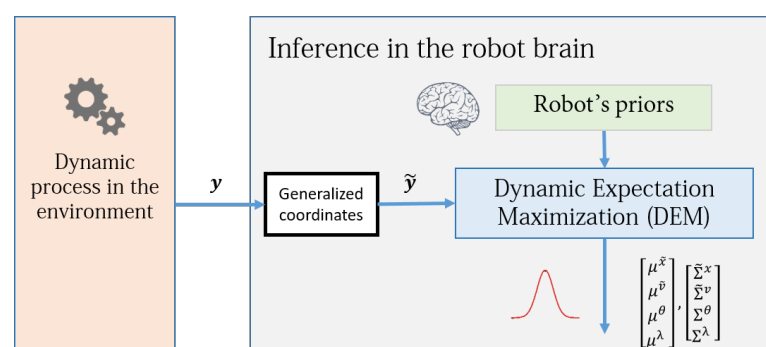 Inference in the robot brain
Robot's priors
Dynamic
process in the
environment
y
Generalized
coordinates
ỹ
Dynamic Expectation
Maximization (DEM)
μ^x̃
μ^ṽ
μ^θ
μ^λ
,
Σ̃^x
Σ̃^v
Σ^θ
Σ^λ